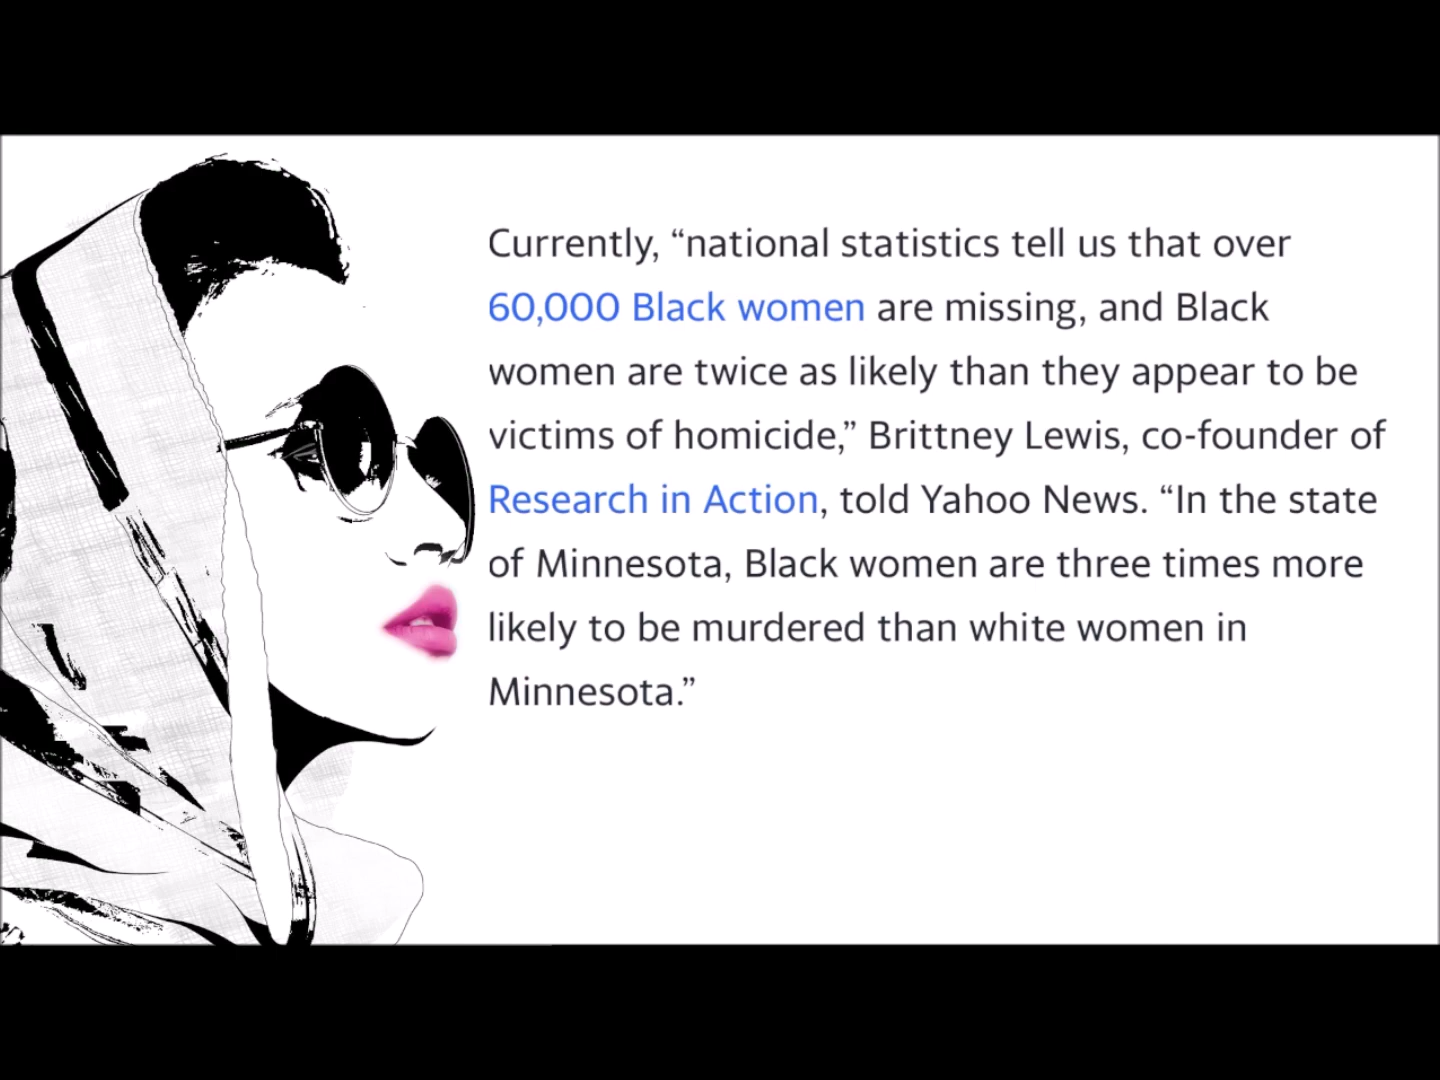 Currently, “national statistics tell us that over
60,000 Black women are missing, and Black
women are twice as likely than they appear to be
victims of homicide,” Brittney Lewis, co-founder of
Research in Action, told Yahoo News. “In the state
of Minnesota, Black women are three times more
likely to be murdered than white women in
Minnesota.”